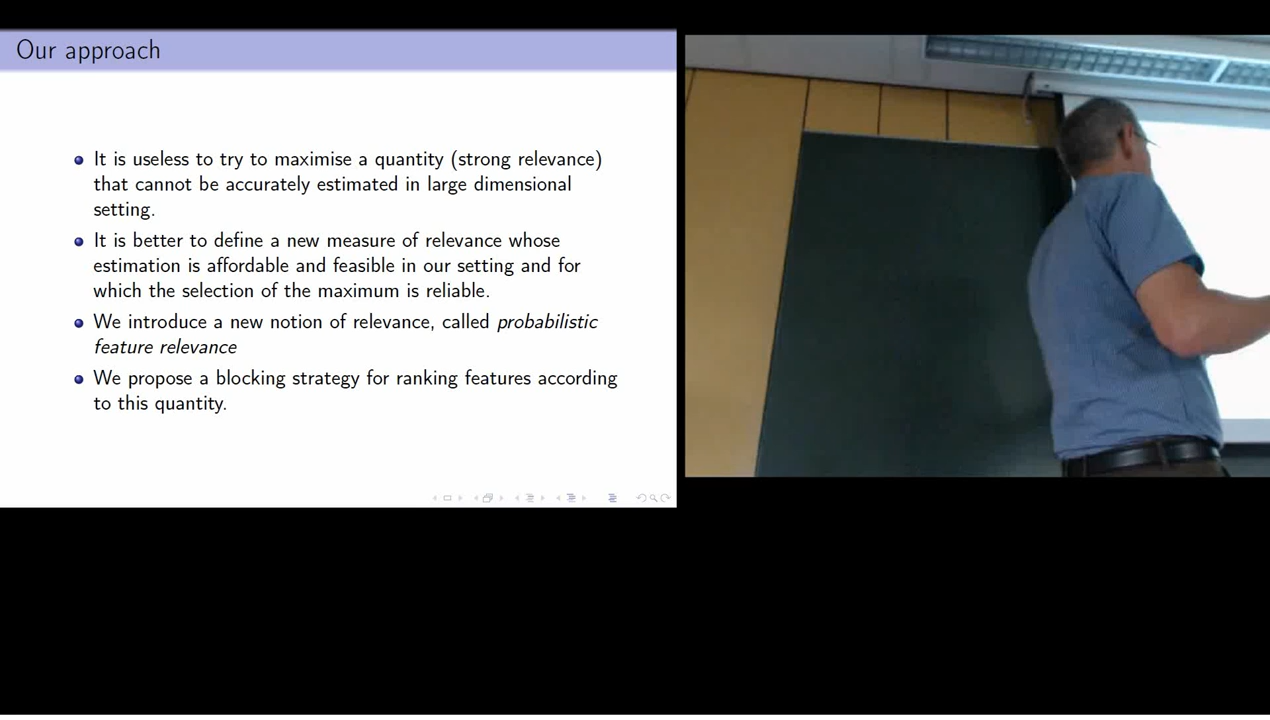 Our approach
It is useless to try to maximise a quantity (strong relevance)
that cannot be accurately estimated in large dimensional
setting.
It is better to define a new measure of relevance whose
estimation is affordable and feasible in our setting and for
which the selection of the maximum is reliable.
We introduce a new notion of relevance, called probabilistic
feature relevance
We propose a blocking strategy for ranking features according
to this quantity.